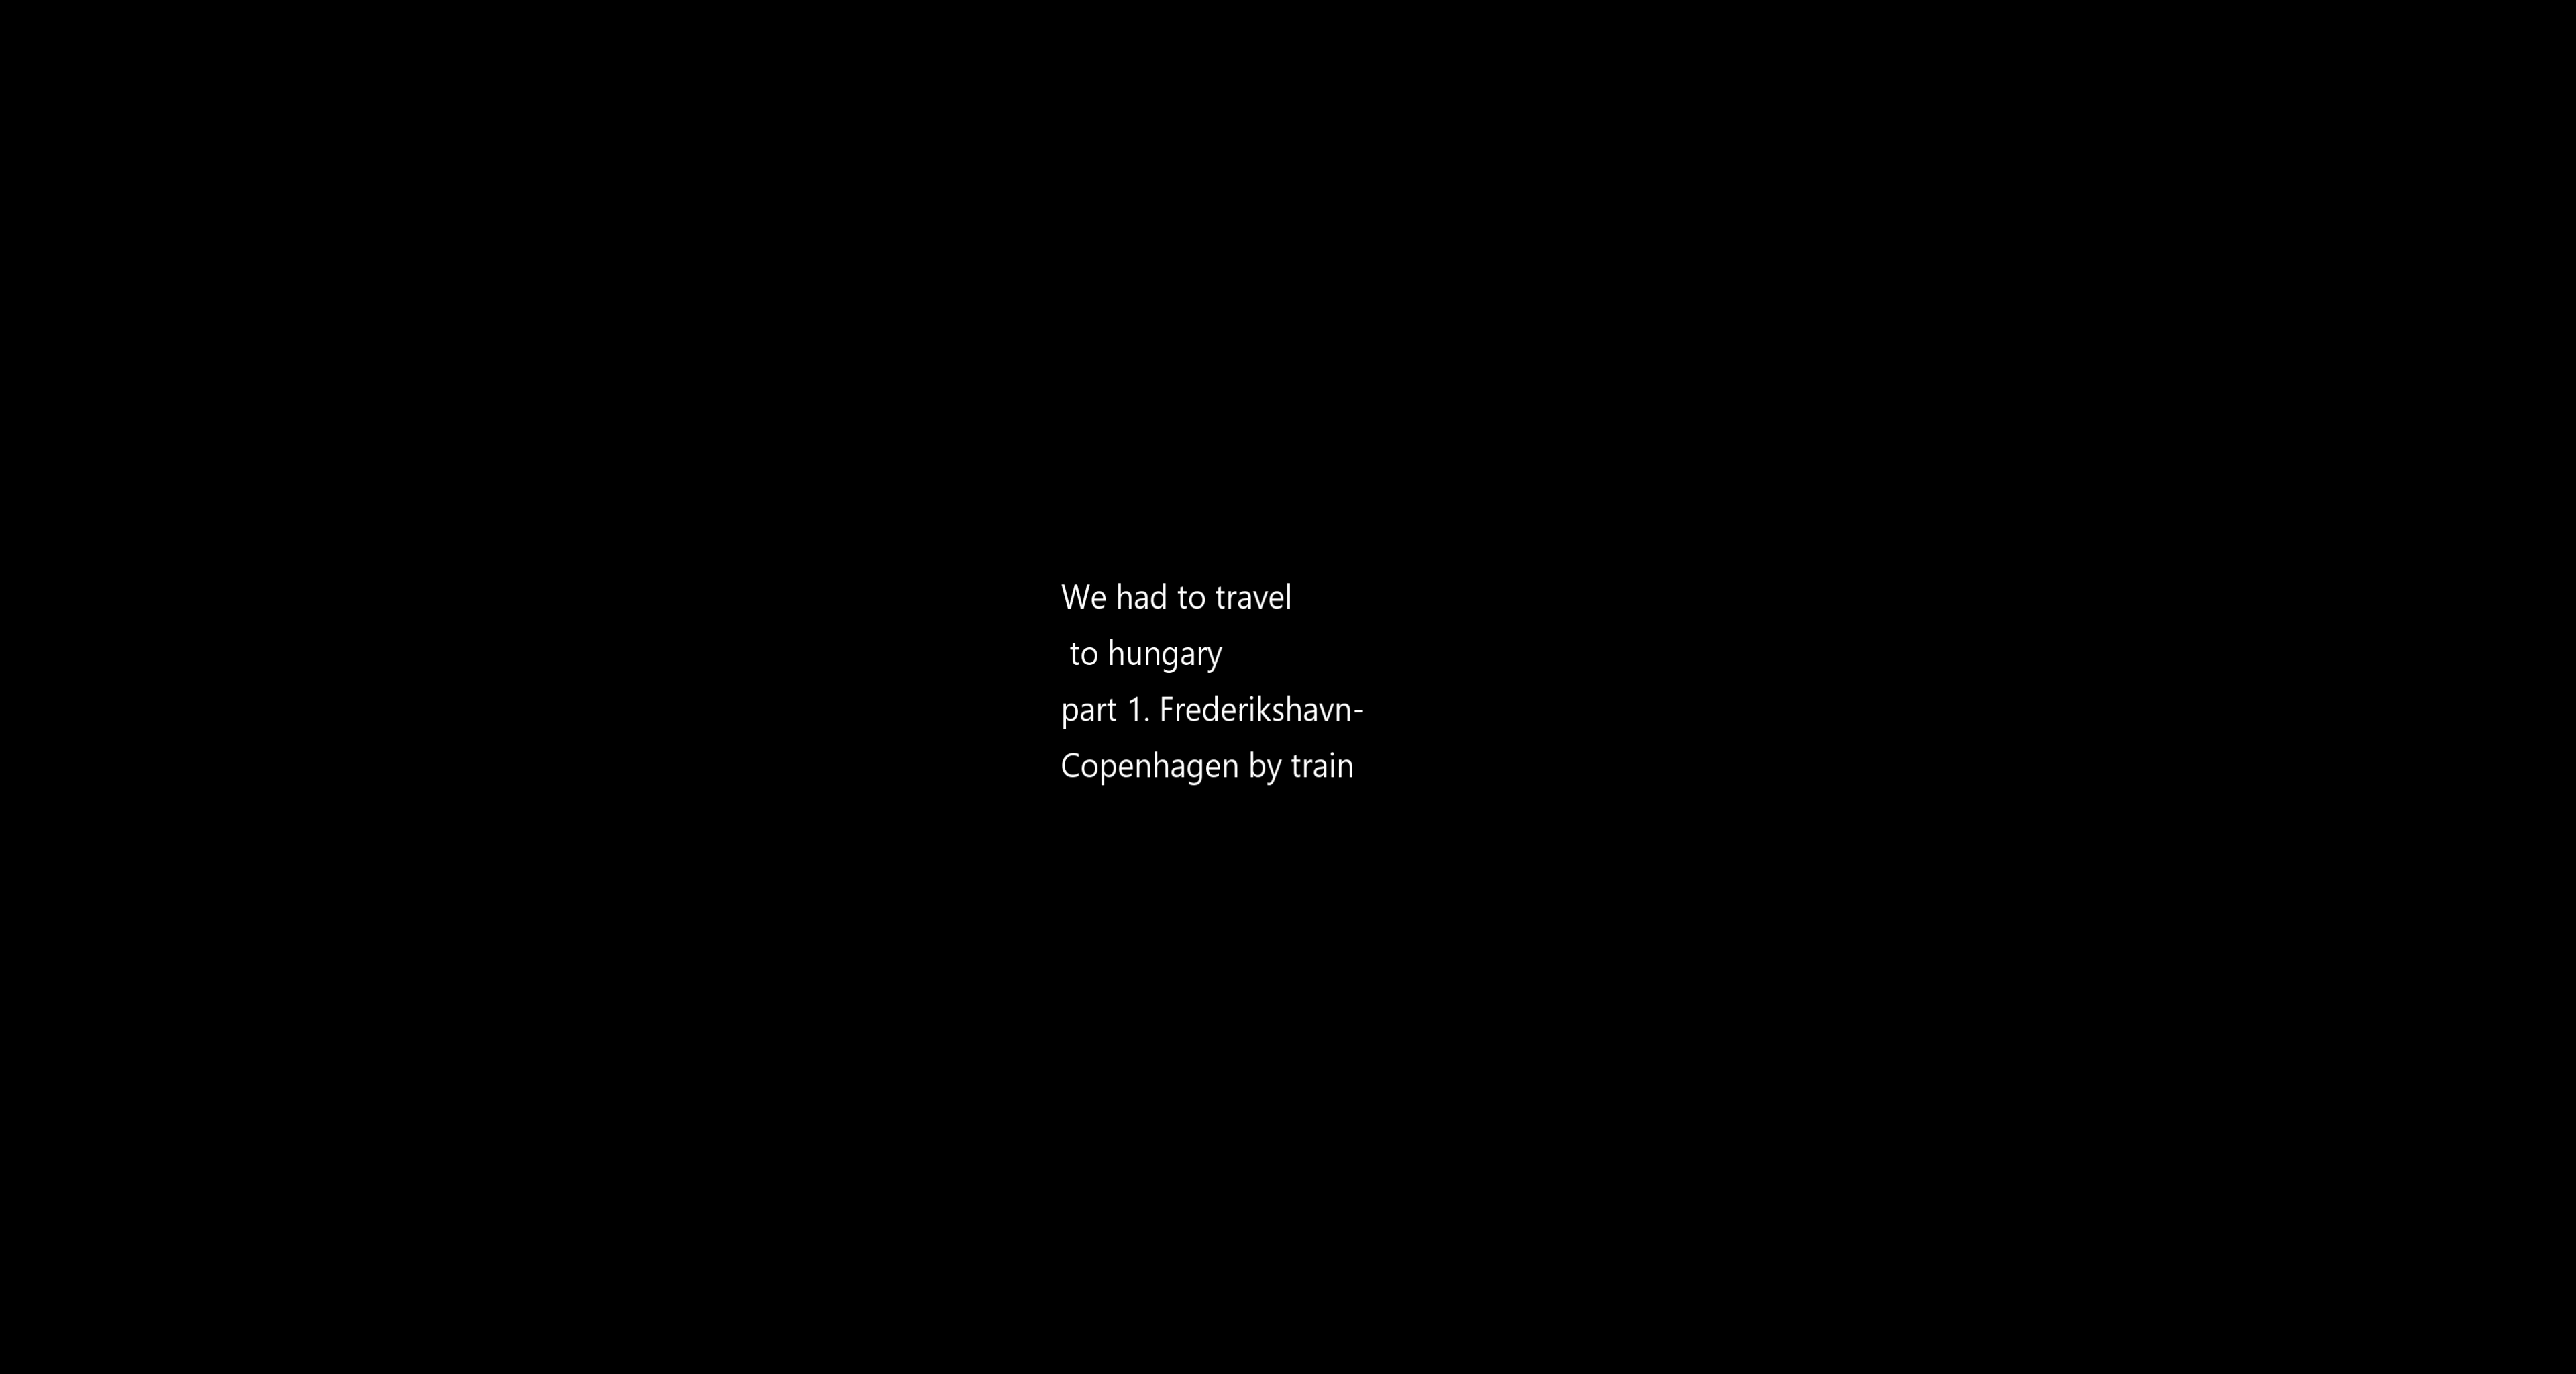 We had to travel
to hungary
part 1. Frederikshavn-
Copenhagen by train